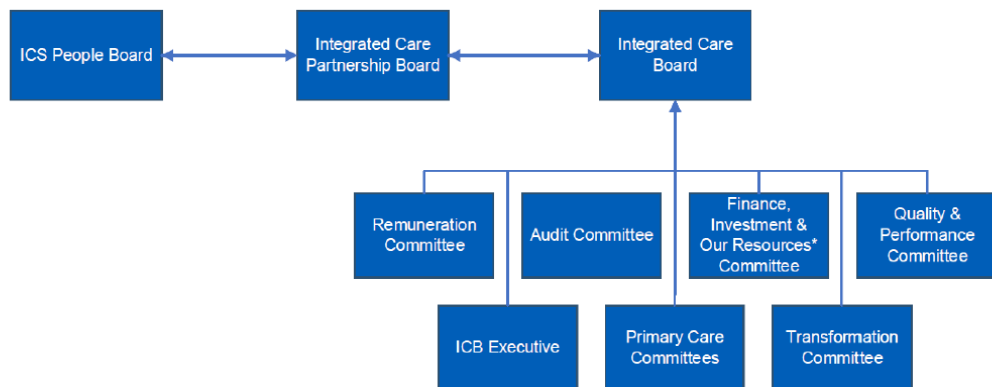 ICS People Board
Integrated Care
Partnership Board
Integrated Care
Board
Remuneration
Committee
Audit Committee
Finance,
Investment &
Our Resources*
Committee
Quality &
Performance
Committee
ICB Executive
Primary Care
Committees
Transformation
Committee